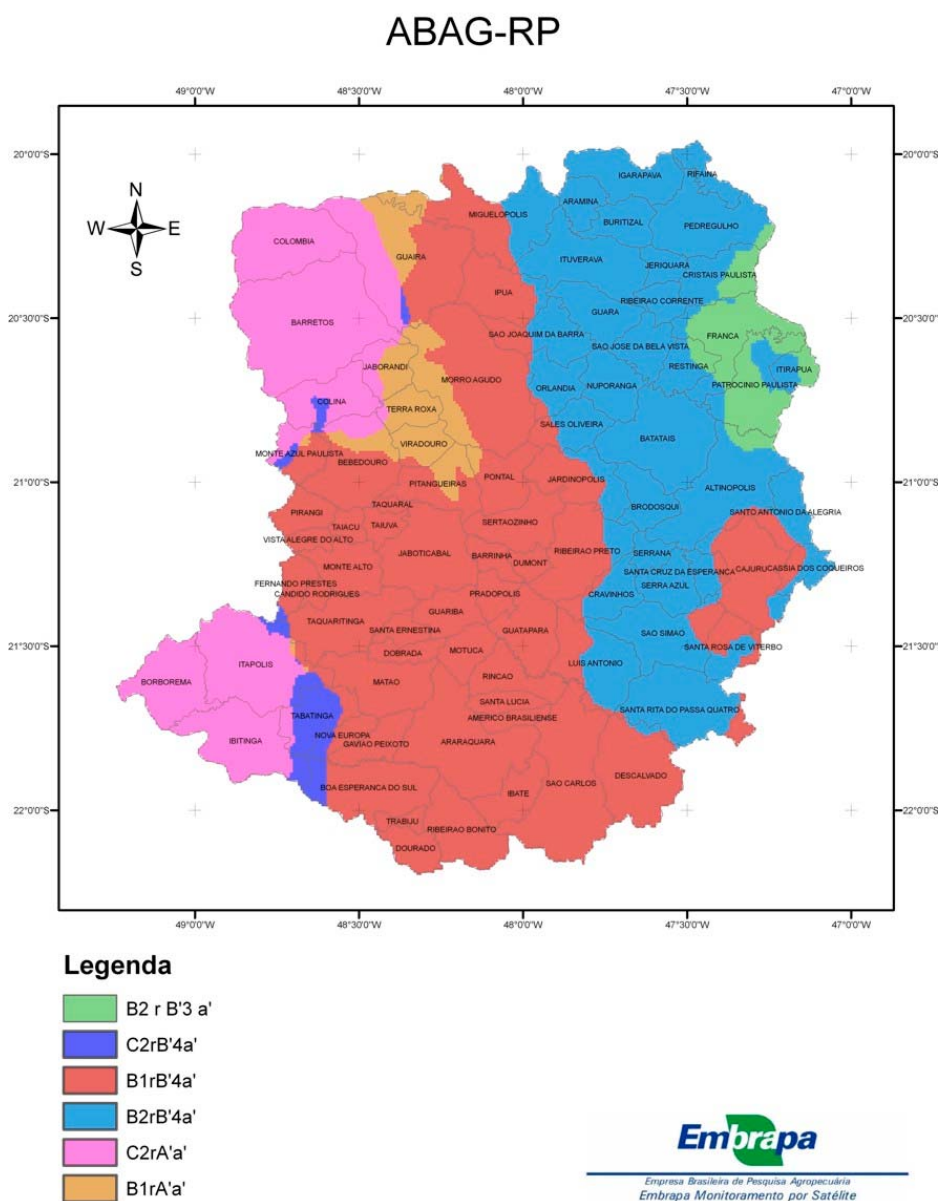 ABAG-RP
49°0'0"W 48°30'0"W 48°0'0"W 47°30'0"W 47°0'0"W
20°0'0"S 20°0'0"S
N
W E
S
IGARAPAVA RIFAINA
ARAMINA
MIGUELOPOLIS BURITIZAL PEDREGULHO
COLOMBIA
GUAIRA ITUVERAVA JERIQUARA
CRISTAIS PAULISTA
IPUA RIBEIRAO CORRENTE
GUARA
20°30'0"S BARRETOS 20°30'0"S
SAO JOAQUIM DA BARRA FRANCA
SAO JOSE DA BELA VISTA
JABORANDI RESTINGA ITIRAPUA
MORRO AGUDO ORLANDIA NUPORANGA PATROCINIO PAULISTA
COLINA
TERRA ROXA
SALES OLIVEIRA
VIRADOURO BATATAIS
MONTE AZUL PAULISTA
BEBEDOURO
21°0'0"S PITANGUEIRAS PONTAL JARDINOPOLIS ALTINOPOLIS 21°0'0"S
TAQUARAL BRODOSQUI
PIRANGI SANTO ANTONIO DA ALEGRIA
TAIACU TAIUVA SERTAOZINHO
VISTA ALEGRE DO ALTO
JABOTICABAL BARRINHA RIBEIRAO PRETO SERRANA
MONTE ALTO DUMONT SANTA CRUZ DA ESPERANCA CAJURU CASSIA DOS COQUEIROS
FERNANDO PRESTES SERRA AZUL
CANDIDO RODRIGUES PRADOPOLIS CRAVINHOS
GUARIBA
TAQUARITINGA SANTA ERNESTINA GUATAPARA SAO SIMAO
21°30'0"S DOBRADA MOTUCA SANTA ROSA DE VITERBO 21°30'0"S
ITAPOLIS LUIS ANTONIO
BORBOREMA MATAO RINCAO
SANTA LUCIA SANTA RITA DO PASSA QUATRO
TABATINGA AMERICO BRASILIENSE
NOVA EUROPA
IBITINGA GAVIAO PEIXOTO ARARAQUARA
DESCALVADO
BOA ESPERANCA DO SUL IBATE SAO CARLOS
22°0'0"S 22°0'0"S
TRABIJU
RIBEIRAO BONITO
DOURADO
49°0'0"W 48°30'0"W 48°0'0"W 47°30'0"W 47°0'0"W
Legenda
B2 r B'3 a'
C2rB'4a'
B1rB'4a'
B2rB'4a'
C2rA'a'
B1rA'a'
Embrapa
Empresa Brasileira de Pesquisa Agropecuária
Embrapa Monitoramento por Satélite